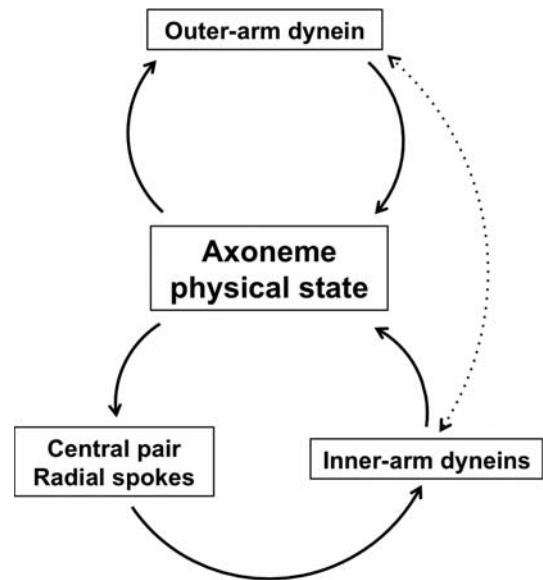 Outer-arm dynein
Axoneme
physical state
Central pair
Radial spokes
Inner-arm dyneins